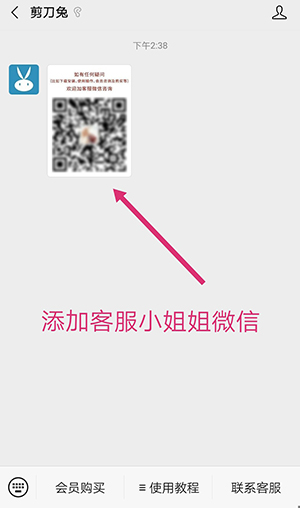 剪刀兔
下午2:38
如有任何疑问
欢迎加客服微信咨询
添加客服小姐姐微信
会员购买
≡ 使用教程
联系客服